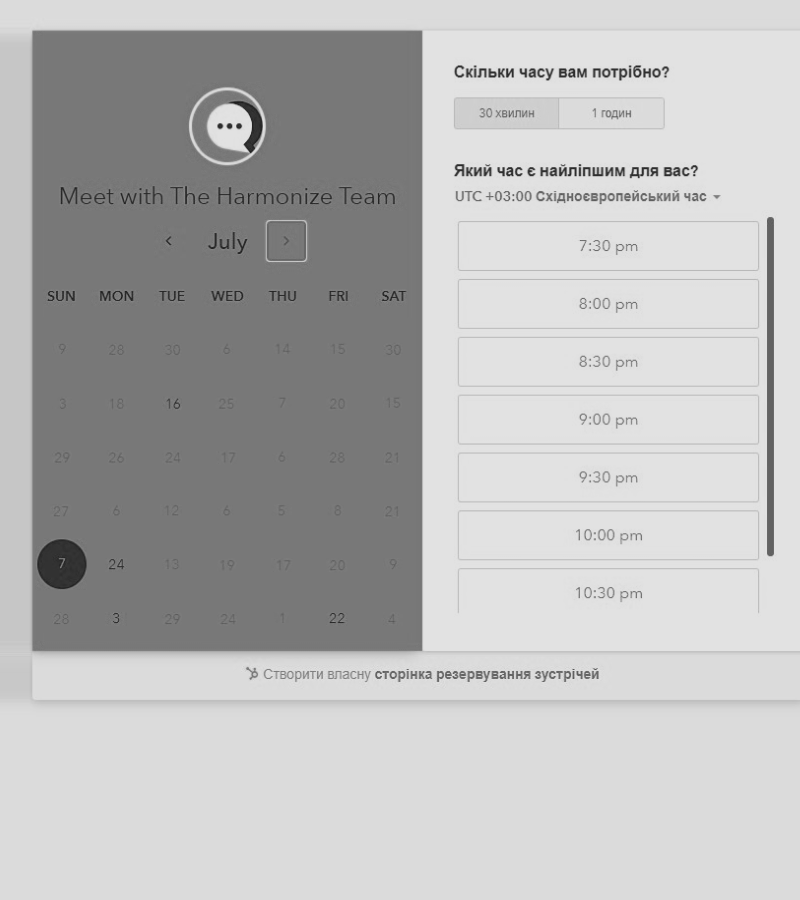 Meet with The Harmonize Team
July
SUN MON TUE WED THU FRI SAT
9 28 30 6 14 15 30
3 18 16 25 7 20 15
29 26 24 17 6 28 21
27 6 12 6 5 8 21
7 24 13 19 17 20 9
28 3 29 24 1 22 4
Скільки часу вам потрібно?
30 хвилин 1 годин
Який час є найліпшим для вас?
UTC +03:00 Східноєвропейський час
7:30 pm
8:00 pm
8:30 pm
9:00 pm
9:30 pm
10:00 pm
10:30 pm
Створити власну сторінка резервування зустрічей